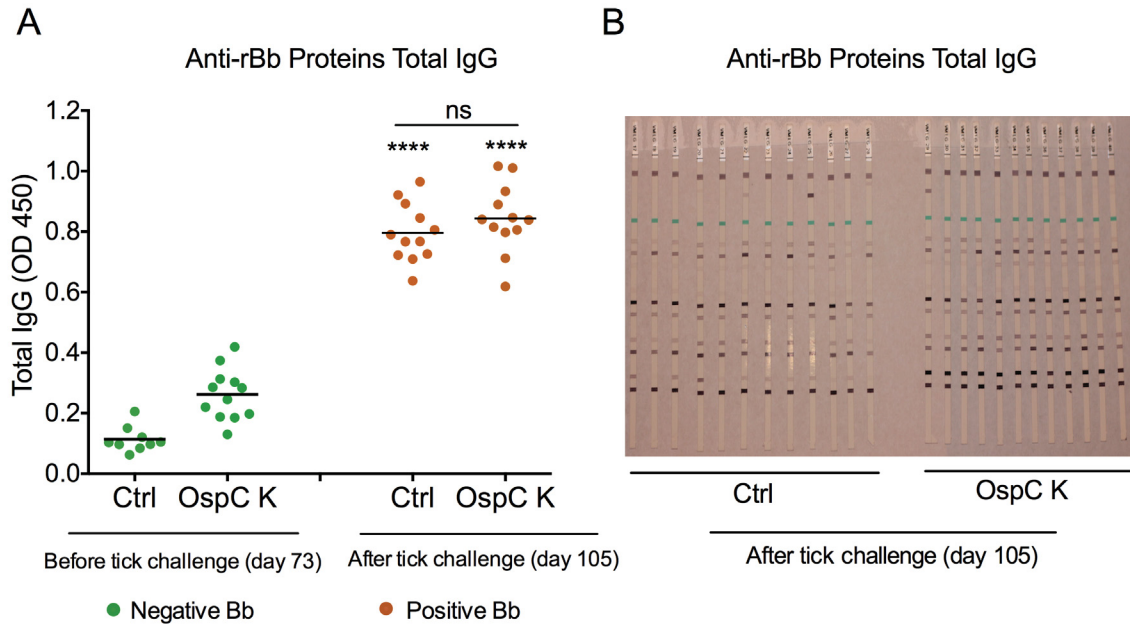 A
Anti-rBb Proteins Total IgG
Total IgG (OD 450)
1.2
1.0
0.8
0.6
0.4
0.2
0.0
ns
**** ****
Ctrl OspC K Ctrl OspC K
Before tick challenge (day 73) After tick challenge (day 105)
Negative Bb Positive Bb
B
Anti-rBb Proteins Total IgG
Ctrl OspC K
After tick challenge (day 105)